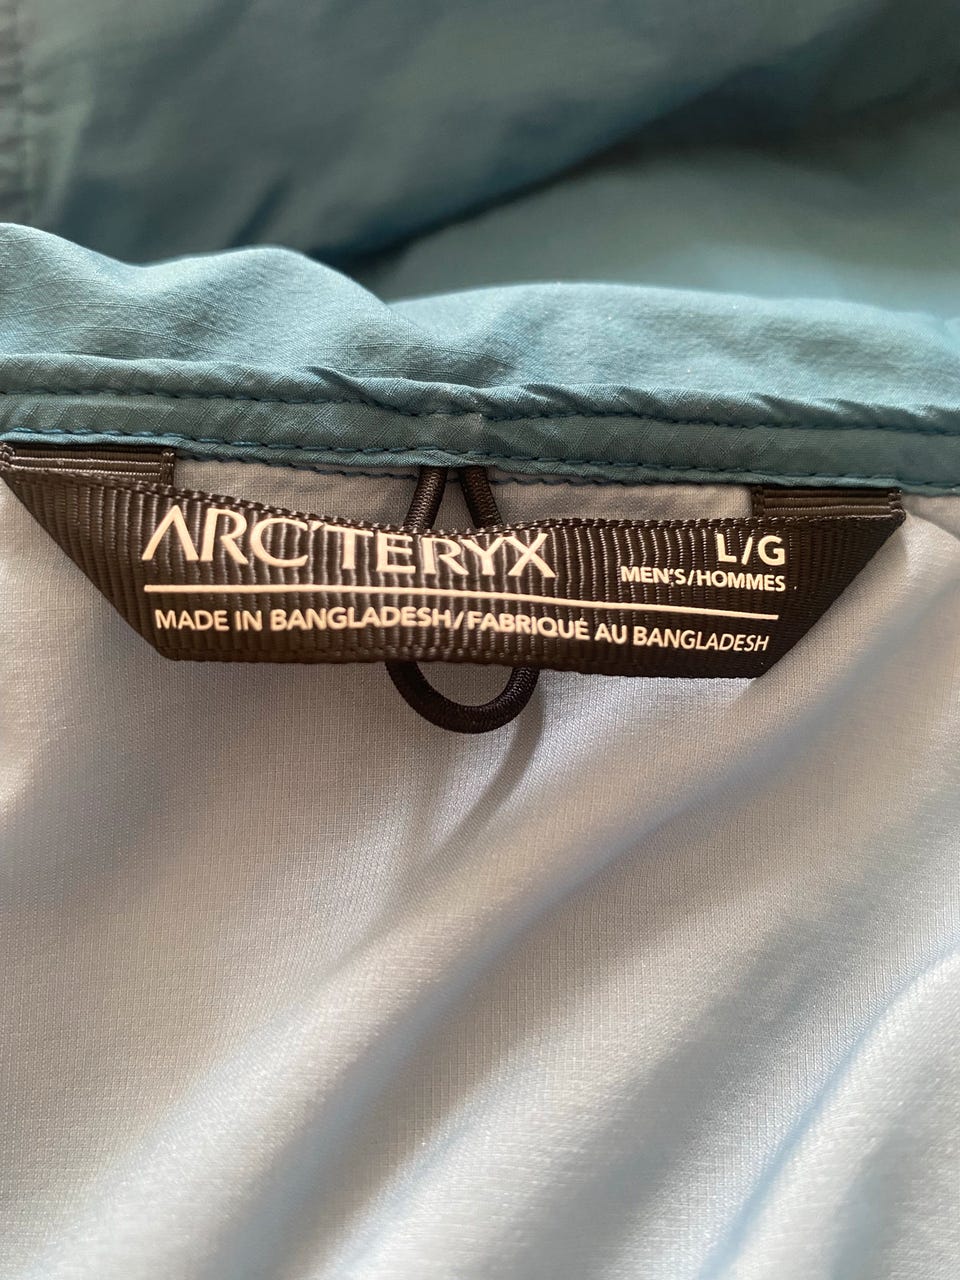 ARC'TERYX L/G
MEN'S/HOMMES
MADE IN BANGLADESH/FABRIQUÉ AU BANGLADESH